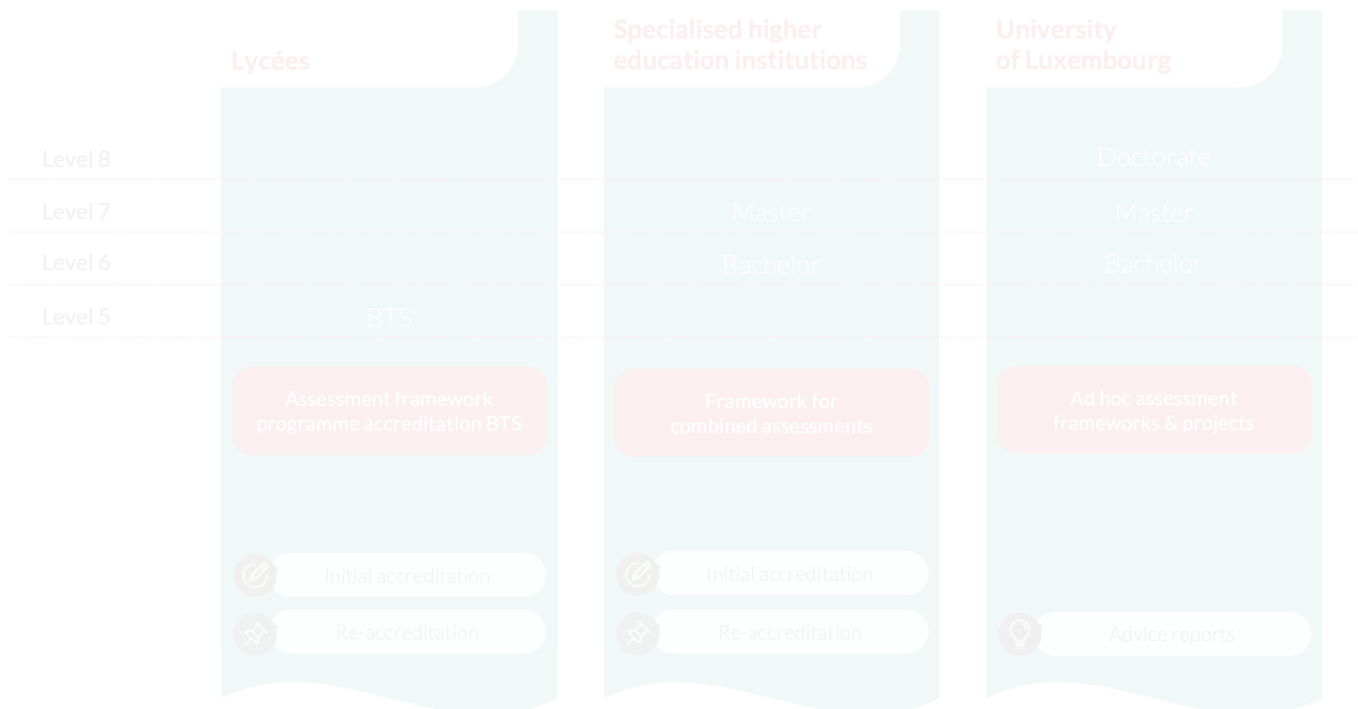 Lycées
Specialised higher
education institutions
University
of Luxembourg
Level 8
Doctorate
Level 7
Master
Master
Level 6
Bachelor
Bachelor
Level 5
BTS
Assessment framework
programme accreditation BTS
Framework for
combined assessments
Ad hoc assessment
frameworks & projects
Initial accreditation
Initial accreditation
Re-accreditation
Re-accreditation
Advice reports